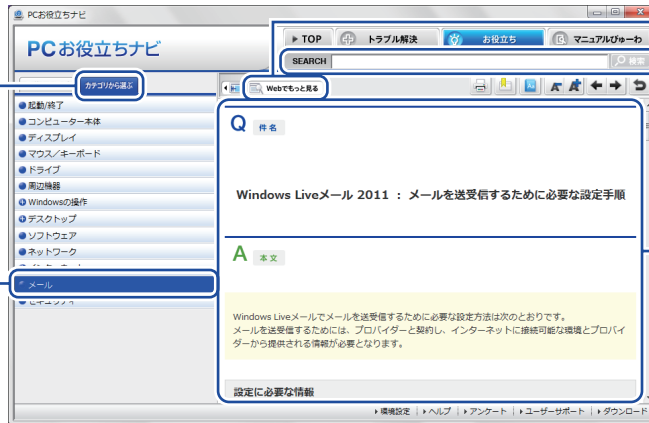 PCお役立ちナビ
PCお役立ちナビ
TOP
トラブル解決
お役立ち
マニュアルびゅーわ
SEARCH
検索
カテゴリから選ぶ
Webでもっと見る
起動/終了
コンピューター本体
ディスプレイ
マウス/キーボード
ドライブ
周辺機器
Windowsの操作
デスクトップ
ソフトウェア
ネットワーク
メール
セキュリティ
Q 件名
Windows Liveメール 2011 : メールを送受信するために必要な設定手順
A 本文
Windows Liveメールでメールを送受信するために必要な設定方法は次のとおりです。
メールを送受信するためには、プロバイダーと契約し、インターネットに接続可能な環境とプロバイ
ダーから提供される情報が必要となります。
設定に必要な情報
環境設定 ヘルプ アンケート ユーザーサポート ダウンロード